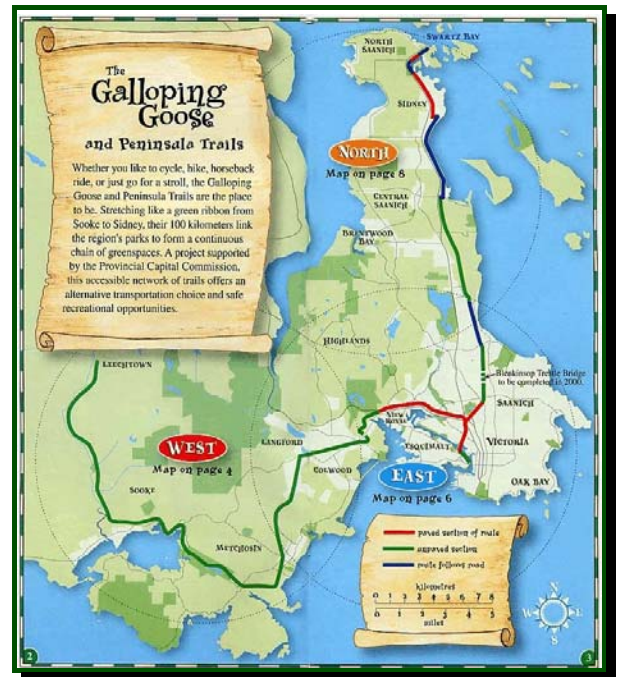 The
Galloping
Goose
and Peninsula Trails
Whether you like to cycle, hike, horseback
ride, or just go for a stroll, the Galloping
Goose and Peninsula Trails are the place
to be. Stretching like a green ribbon from
Sooke to Sidney, their 100 kilometers link
the region's parks to form a continuous
chain of greenspaces. A project supported
by the Provincial Capital Commission,
this accessible network of trails offers an
alternative transportation choice and safe
recreational opportunities.
SWARTZ BAY
NORTH
SAANICH
SIDNEY
NORTH
Map on page 8
CENTRAL
SAANICH
BRENTWOOD
BAY
HIGHLANDS
LEECHTOWN
Blenkinsop Trestle Bridge
to be completed in 2000.
SAANICH
VIEW
ROYAL
WEST
Map on page 4
LANGFORD
ESQUIMALT
VICTORIA
COLWOOD
EAST
Map on page 6
OAK BAY
SOOKE
METCHOSIN
paved section of route
unpaved section
route follows road
kilometres
0 1 2 3 4 5 6 7 8
0 1 2 3 4 5
miles
N
W E
S
2
3